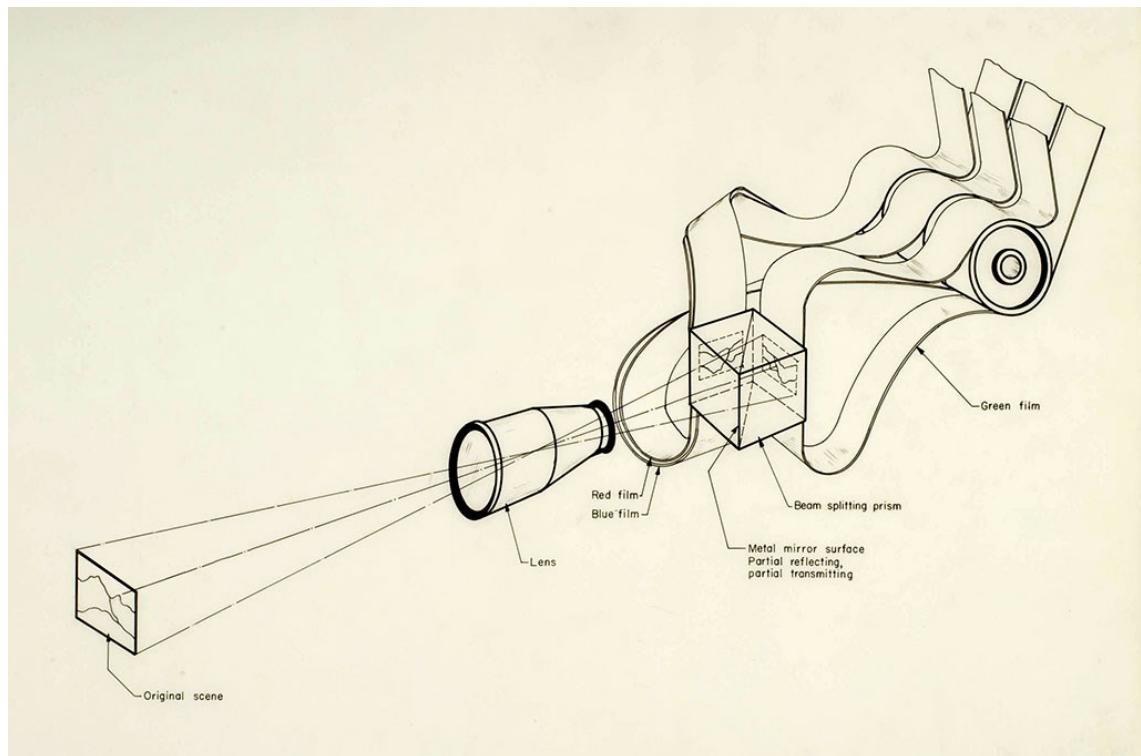 Green film
Red film
Blue film
Beam splitting prism
Metal mirror surface
Partial reflecting,
partial transmitting
Lens
Original scene